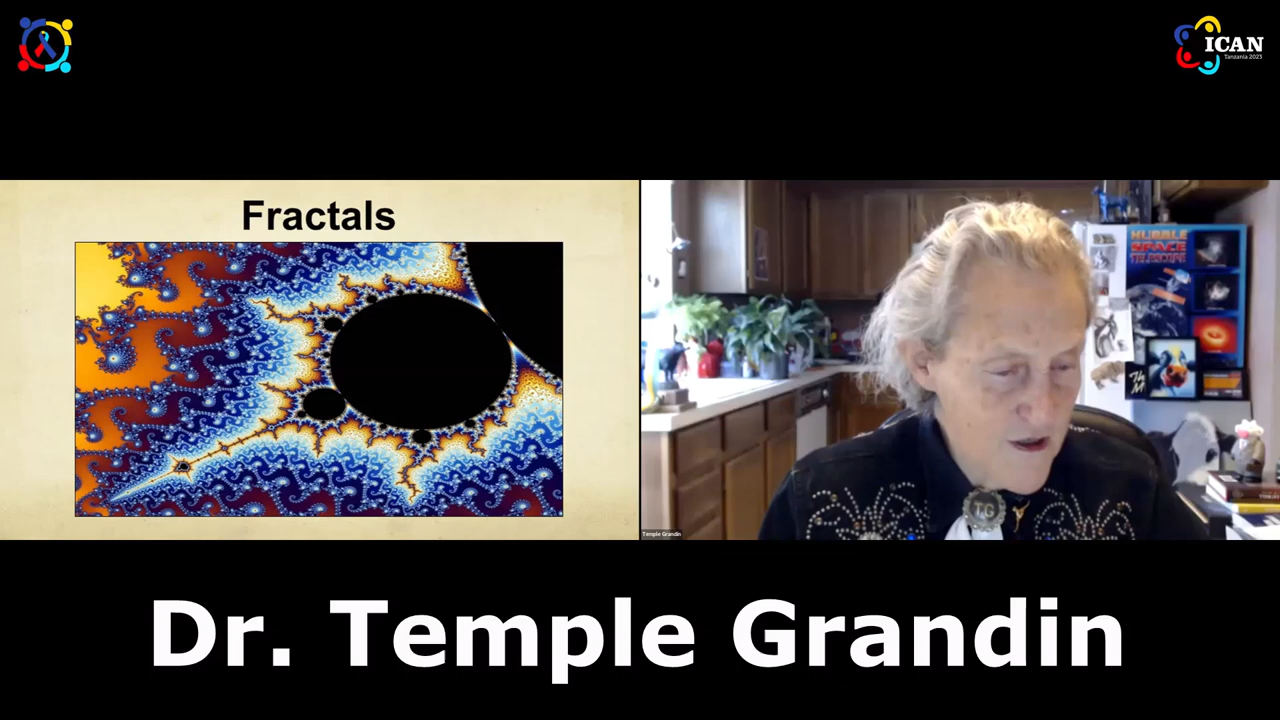 ICAN
Tanzania 2023
Fractals
HUBBLE
SPACE
TELESCOPE
TG
Temple Grandin
Dr. Temple Grandin